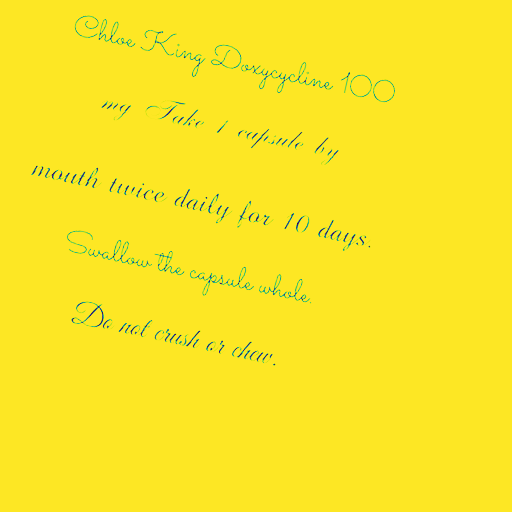 Chloe King Doxycycline 100
mg Take 1 capsule by
mouth twice daily for 10 days.
Swallow the capsule whole.
Do not crush or chew.